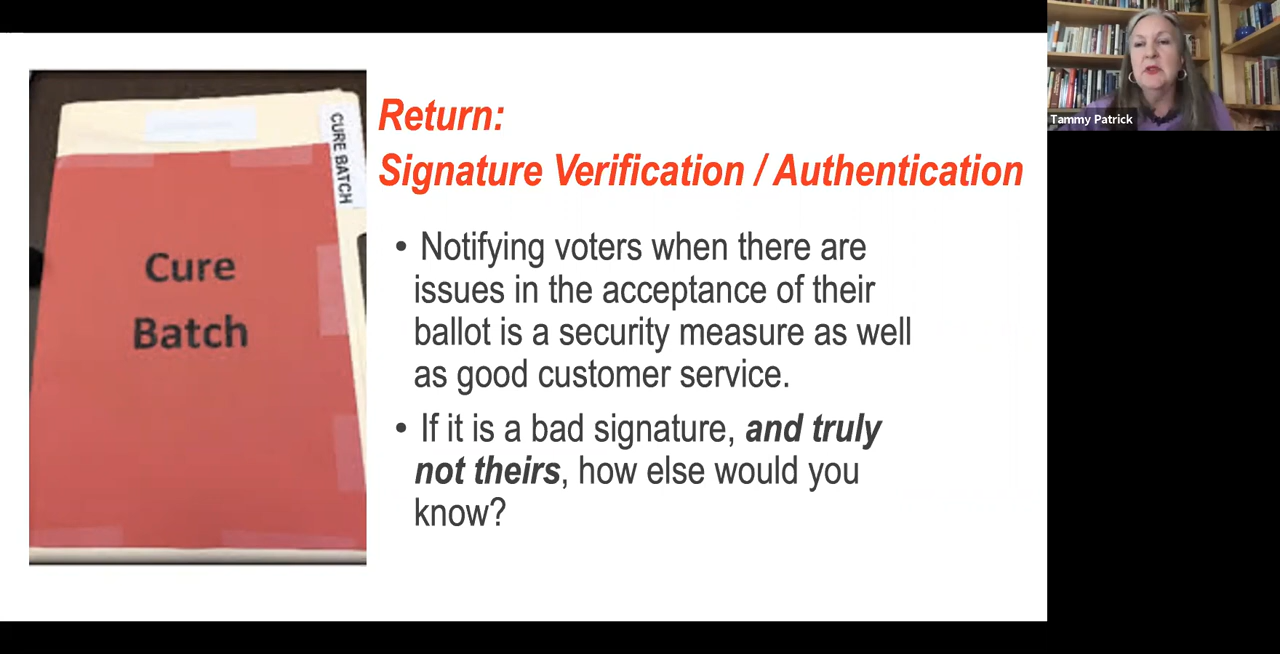 CURE BATCH
Cure
Batch
Return:
Signature Verification / Authentication
• Notifying voters when there are
issues in the acceptance of their
ballot is a security measure as well
as good customer service.
• If it is a bad signature, and truly
not theirs, how else would you
know?
Tammy Patrick